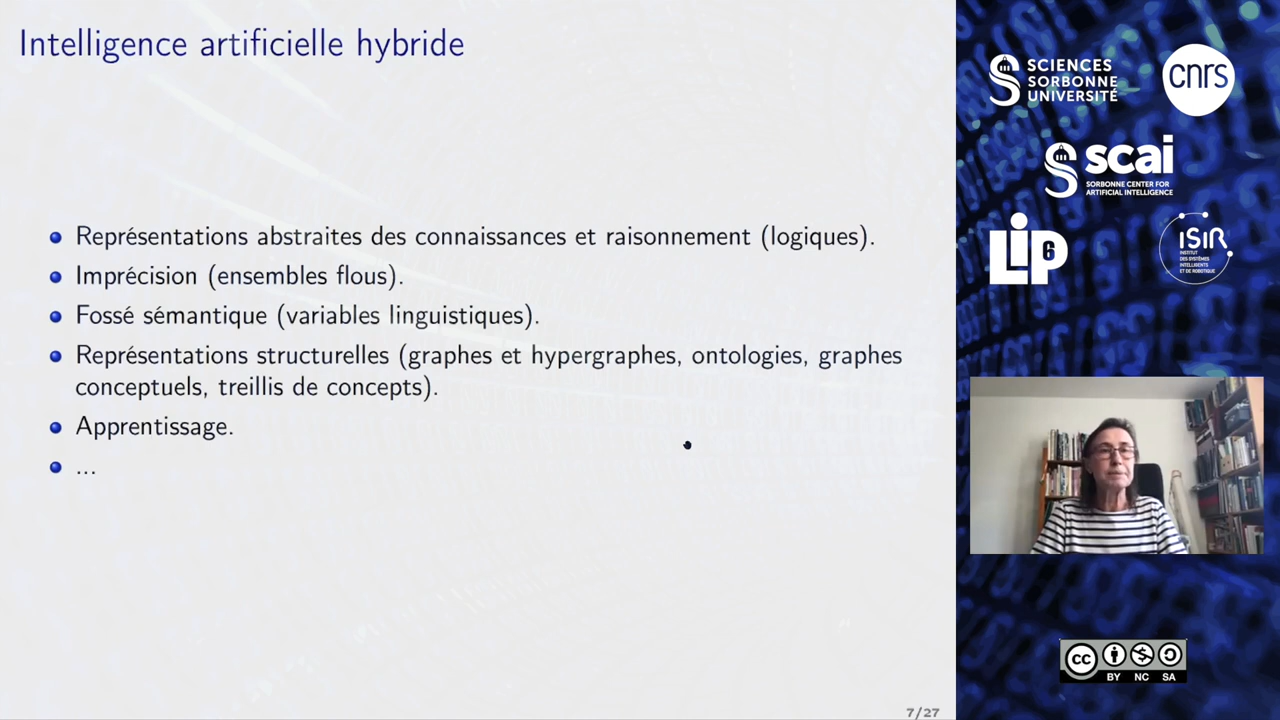 Intelligence artificielle hybride
Représentations abstraites des connaissances et raisonnement (logiques).
Imprécision (ensembles flous).
Fossé sémantique (variables linguistiques).
Représentations structurelles (graphes et hypergraphes, ontologies, graphes
conceptuels, treillis de concepts).
Apprentissage.
...
7/27
SCIENCES
SORBONNE
UNIVERSITÉ
cnrs
scai
SORBONNE CENTER FOR
ARTIFICIAL INTELLIGENCE
LIP6
ISIR
INSTITUT
DES SYSTÈMES
INTELLIGENTS
ET DE ROBOTIQUE
cc
BY NC SA